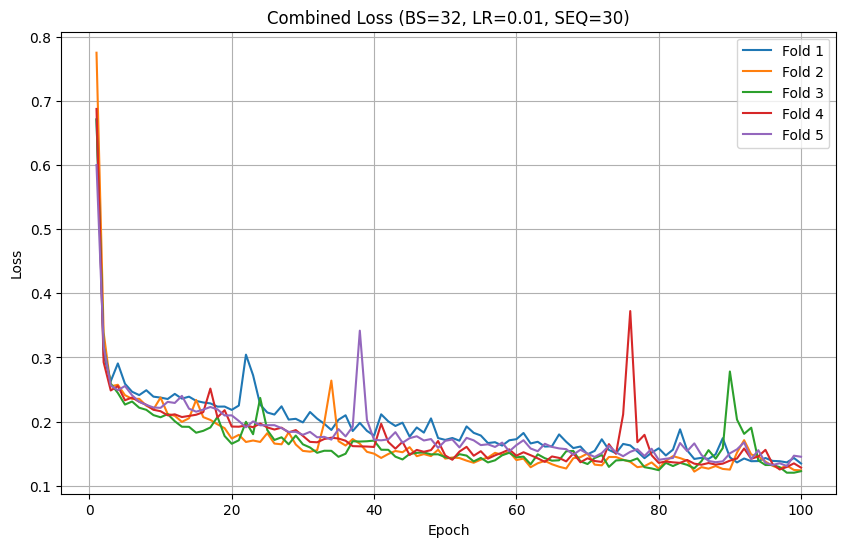 Combined Loss (BS=32, LR=0.01, SEQ=30)
0.8
0.7
0.6
0.5
0.4
0.3
0.2
0.1
Loss
Fold 1
Fold 2
Fold 3
Fold 4
Fold 5
0 20 40 60 80 100
Epoch